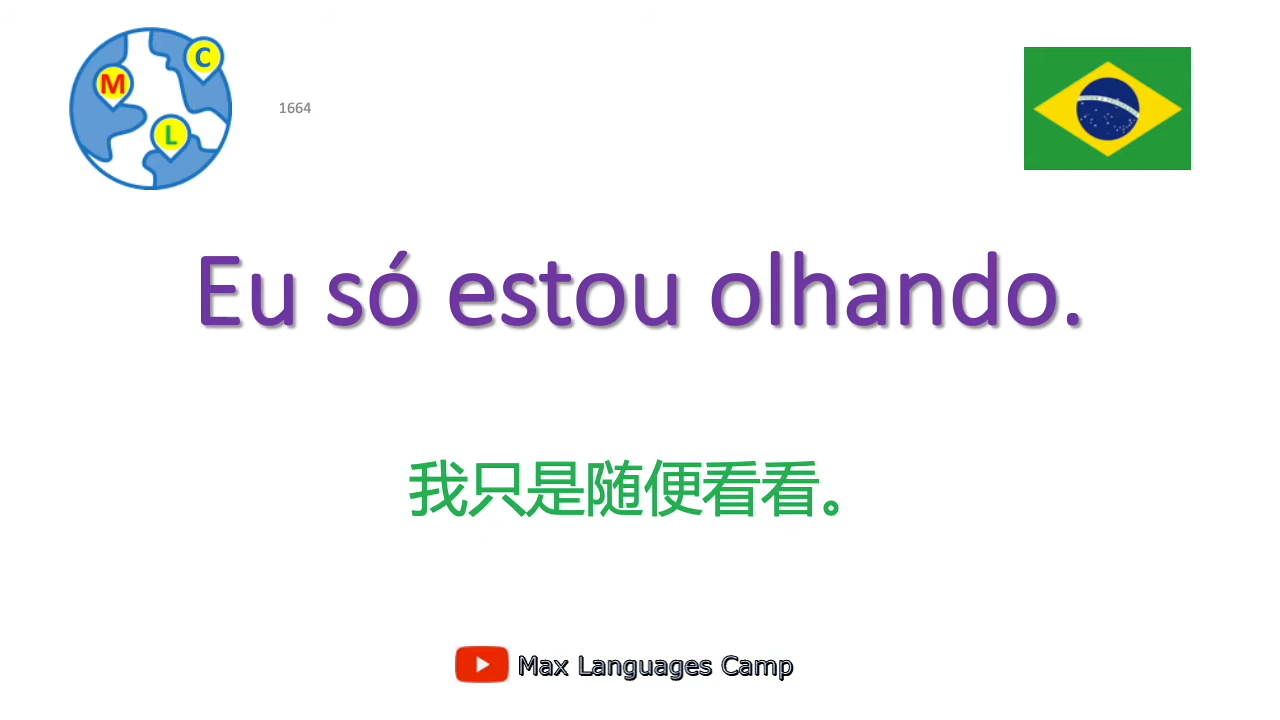 M
C
L
1664
Eu só estou olhando.
我只是随便看看。
Max Languages Camp